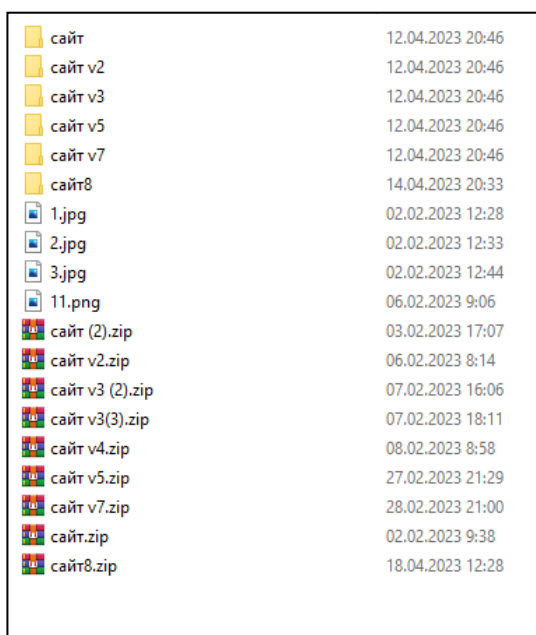 сайт 12.04.2023 20:46
сайт v2 12.04.2023 20:46
сайт v3 12.04.2023 20:46
сайт v5 12.04.2023 20:46
сайт v7 12.04.2023 20:46
сайт8 14.04.2023 20:33
1.jpg 02.02.2023 12:28
2.jpg 02.02.2023 12:33
3.jpg 02.02.2023 12:44
11.png 06.02.2023 9:06
сайт (2).zip 03.02.2023 17:07
сайт v2.zip 06.02.2023 8:14
сайт v3 (2).zip 07.02.2023 16:06
сайт v3(3).zip 07.02.2023 18:11
сайт v4.zip 08.02.2023 8:58
сайт v5.zip 27.02.2023 21:29
сайт v7.zip 28.02.2023 21:00
сайт.zip 02.02.2023 9:38
сайт8.zip 18.04.2023 12:28